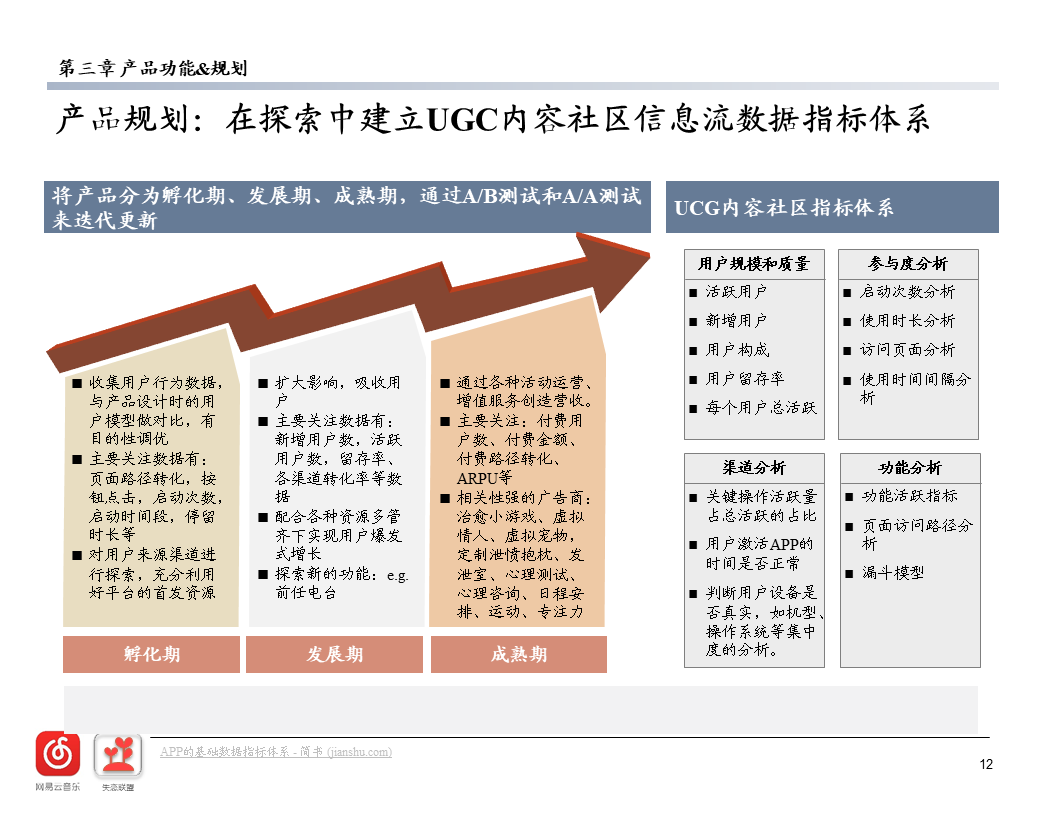 第三章 产品功能&规划
产品规划：在探索中建立UGC内容社区信息流数据指标体系
将产品分为孵化期、发展期、成熟期，通过A/B测试和A/A测试
来迭代更新
■ 收集用户行为数据，
与产品设计时的用
户模型做对比，有
目的性调优
■ 主要关注数据有：
页面路径转化，按
钮点击，启动次数，
启动时间段，停留
时长等
■ 对用户来源渠道进
行探索，充分利用
好平台的首发资源
孵化期
■ 扩大影响，吸收用
户
■ 主要关注数据有：
新增用户数，活跃
用户数，留存率、
各渠道转化率等数
据
■ 配合各种资源多管
齐下实现用户爆发
式增长
■ 探索新的功能：e.g.
前任电台
发展期
■ 通过各种活动运营、
增值服务创造营收。
■ 主要关注：付费用
户数、付费金额、
付费路径转化、
ARPU等
■ 相关性强的广告商：
治愈小游戏、虚拟
情人、虚拟宠物，
定制泄愤抱枕、发
泄室、心理测试、
心理咨询、日程安
排、运动、专注力
成熟期
UCG内容社区指标体系
用户规模和质量
■ 活跃用户
■ 新增用户
■ 用户构成
■ 用户留存率
■ 每个用户总活跃
参与度分析
■ 启动次数分析
■ 使用时长分析
■ 访问页面分析
■ 使用时间间隔分
析
渠道分析
■ 关键操作活跃量
占总活跃的占比
■ 用户激活APP的
时间是否正常
■ 判断用户设备是
否真实，如机型、
操作系统等集中
度的分析。
功能分析
■ 功能活跃指标
■ 页面访问路径分
析
■ 漏斗模型
网易云音乐
失恋联盟
APP的基础数据指标体系 - 简书 (jianshu.com)
12